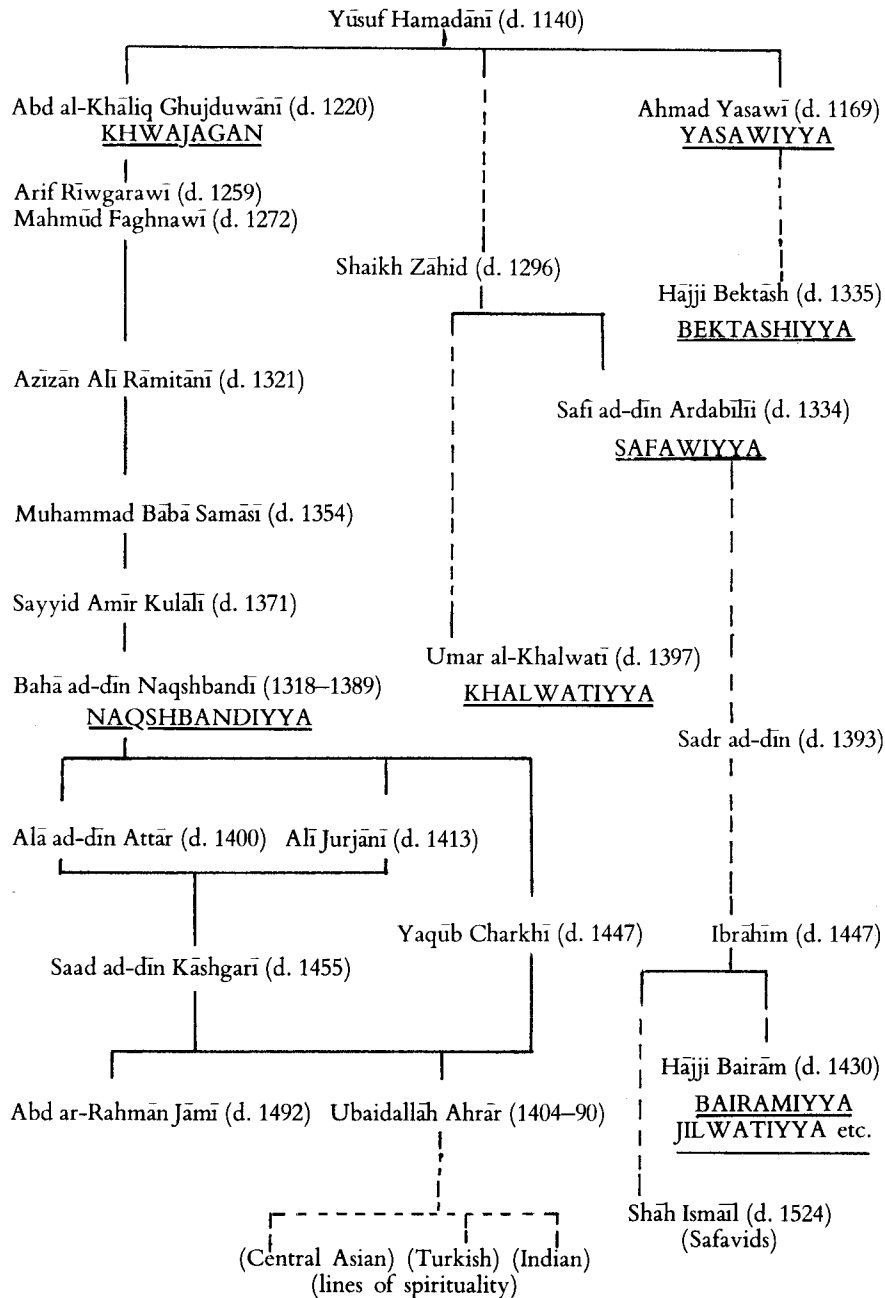 Yūsuf Hamadānī (d. 1140)
Abd al-Khāliq Ghujduwānī (d. 1220)
KHWAJAGAN
Ahmad Yasawī (d. 1169)
YASAWIYYA
Arif Rīwgarawī (d. 1259)
Mahmūd Faghnawī (d. 1272)
Shaikh Zāhid (d. 1296)
Hājji Bektāsh (d. 1335)
BEKTASHIYYA
Azīzān Alī Rāmitānī (d. 1321)
Safi ad-dīn Ardabīlii (d. 1334)
SAFAWIYYA
Muhammad Bābā Samāsī (d. 1354)
Sayyid Amīr Kulālī (d. 1371)
Umar al-Khalwatī (d. 1397)
KHALWATIYYA
Bahā ad-dīn Naqshbandī (1318–1389)
NAQSHBANDIYYA
Sadr ad-dīn (d. 1393)
Alā ad-dīn Attār (d. 1400) Alī Jurjānī (d. 1413)
Yaqūb Charkhī (d. 1447)
Ibrāhīm (d. 1447)
Saad ad-dīn Kāshgarī (d. 1455)
Hājji Bairām (d. 1430)
BAIRAMIYYA
JILWATIYYA etc.
Abd ar-Rahmān Jāmī (d. 1492) Ubaidallāh Ahrār (1404–90)
Shāh Ismāīl (d. 1524)
(Safavids)
(Central Asian) (Turkish) (Indian)
(lines of spirituality)